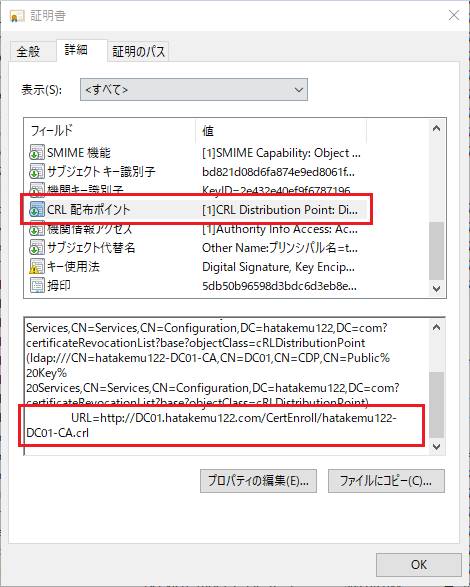 証明書
全般
詳細
証明のパス
表示(S):
<すべて>
フィールド
値
SMIME 機能
[1]SMIME Capability: Object ...
サブジェクト キー識別子
bd821d08d6fa874e9ed8061f...
機関キー識別子
KeyID=2e432e40ef9f6787196...
CRL 配布ポイント
[1]CRL Distribution Point: Di...
機関情報アクセス
[1]Authority Info Access: Ac...
サブジェクト代替名
Other Name:プリンシパル名=t...
キー使用法
Digital Signature, Key Encip...
拇印
5db50b96598d3bdc6d3eb8e...
Services,CN=Services,CN=Configuration,DC=hatakemu122,DC=com?
certificateRevocationList?base?objectClass=cRLDistributionPoint
(ldap:///CN=hatakemu122-DC01-CA,CN=DC01,CN=CDP,CN=Public%
20Key%
20Services,CN=Services,CN=Configuration,DC=hatakemu122,DC=com?
certificateRevocationList?base?objectClass=cRLDistributionPoint)
URL=http://DC01.hatakemu122.com/CertEnroll/hatakemu122-
DC01-CA.crl
プロパティの編集(E)...
ファイルにコピー(C)...
OK